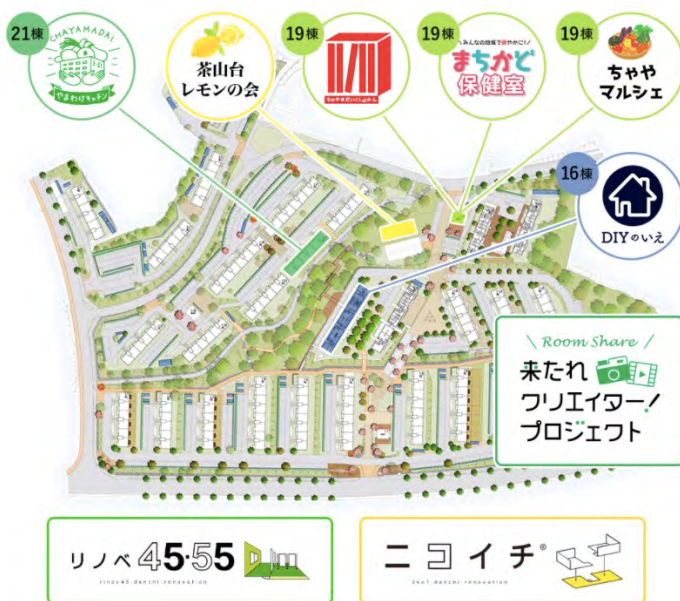 21棟
CHAYAMADAI
やまわけキッチン
茶山台
レモンの会
19棟
ちゃやまだいとしょかん
19棟
みんなの地域で健やかに!
まちかど
保健室
19棟
ちゃや
マルシェ
16棟
DIYのいえ
Room Share
来たれ
クリエイター!
プロジェクト
リノベ45·55
ニコイチ®